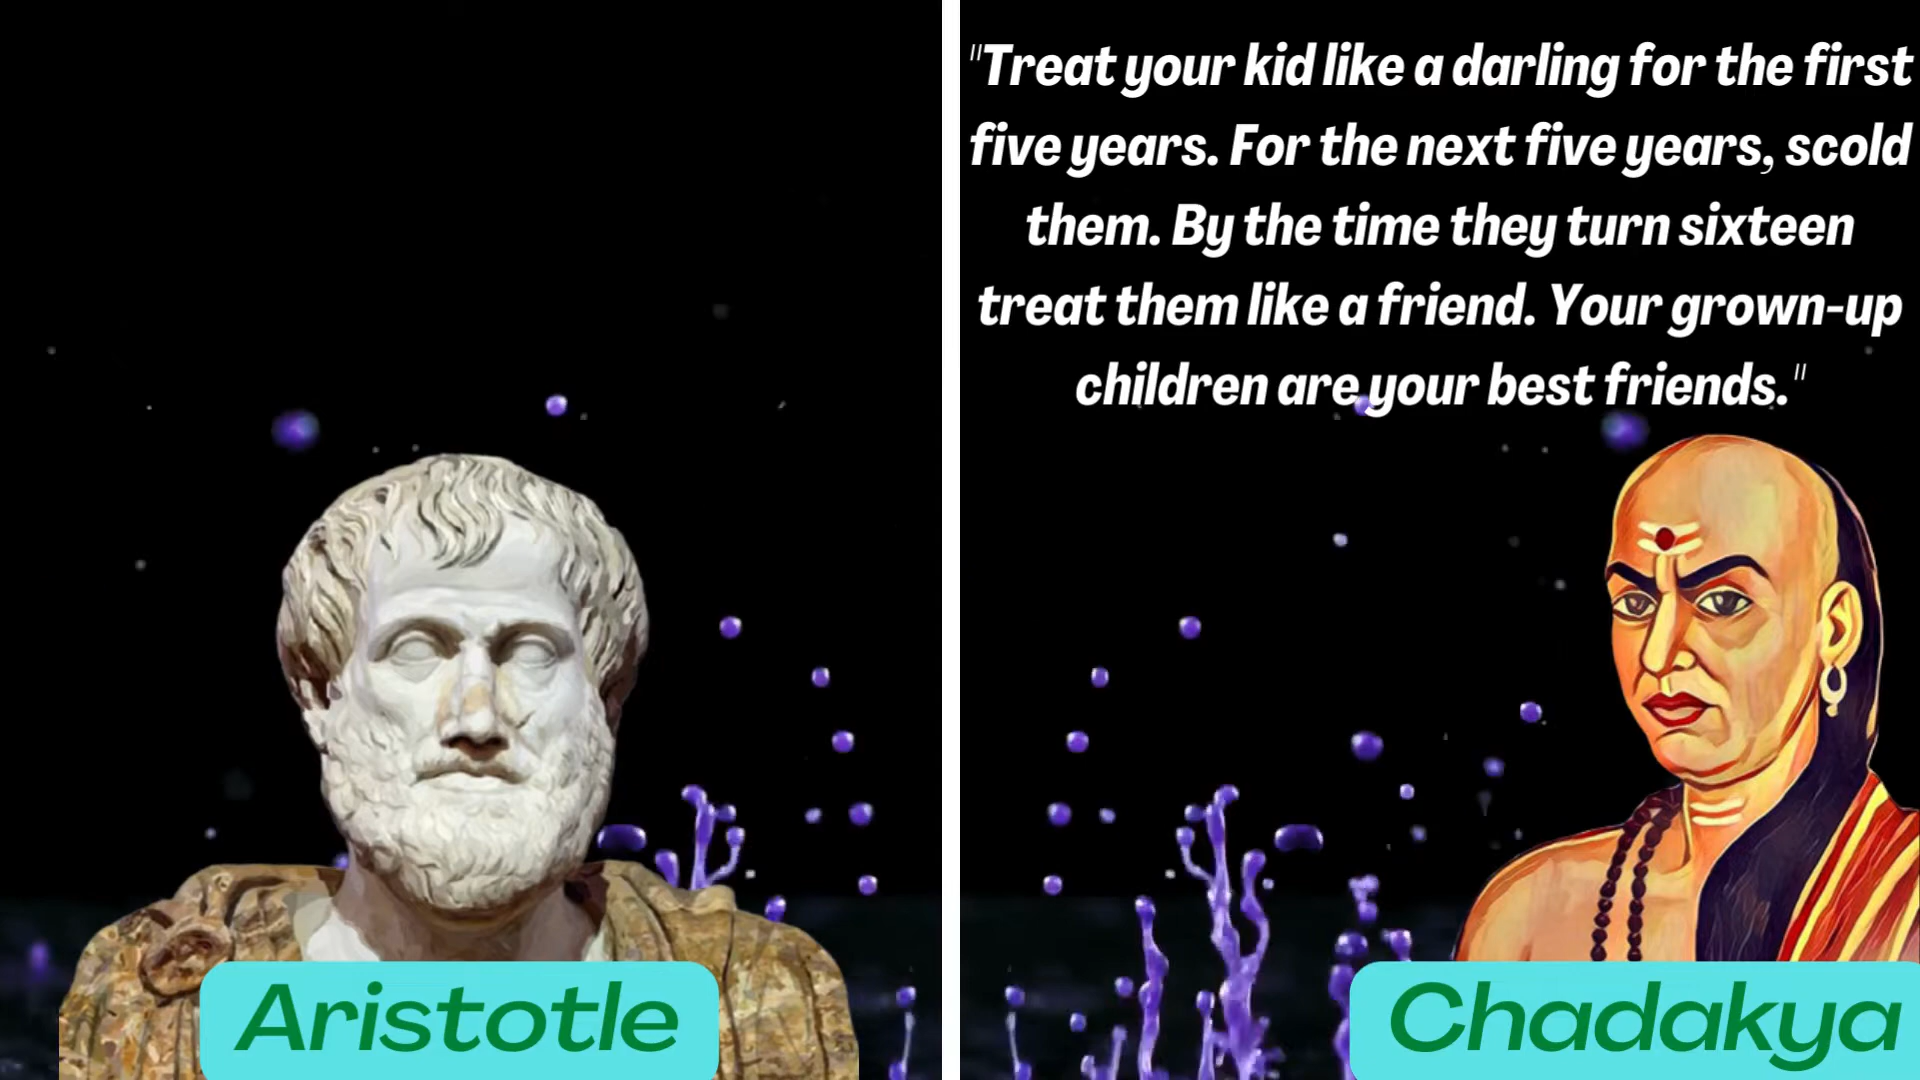 "Treat your kid like a darling for the first
five years. For the next five years, scold
them. By the time they turn sixteen
treat them like a friend. Your grown-up
children are your best friends."
Aristotle
Chadakya